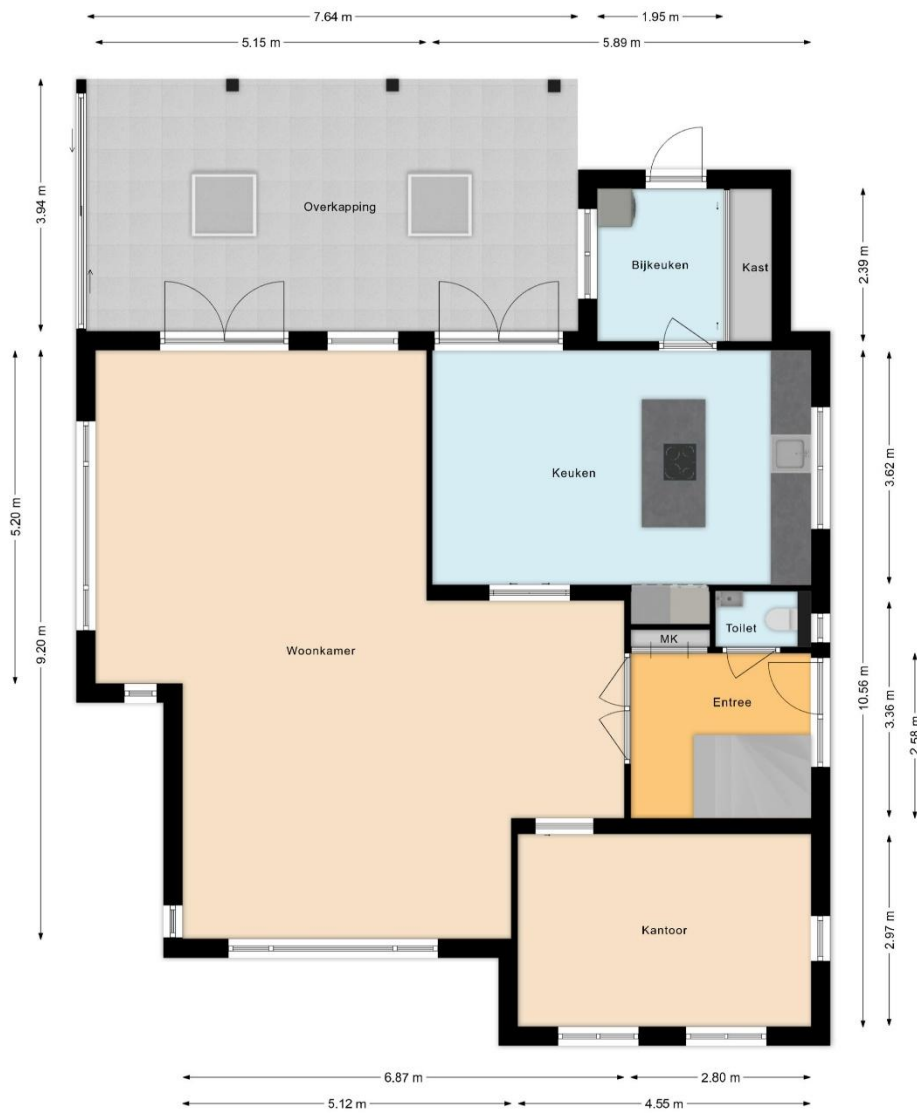 7.64 m
1.95 m
5.15 m
5.89 m
3.94 m
Overkapping
Bijkeuken
Kast
2.39 m
5.20 m
9.20 m
Keuken
3.62 m
10.56 m
Woonkamer
MK
Toilet
Entree
3.36 m
2.58 m
Kantoor
2.97 m
6.87 m
2.80 m
5.12 m
4.55 m